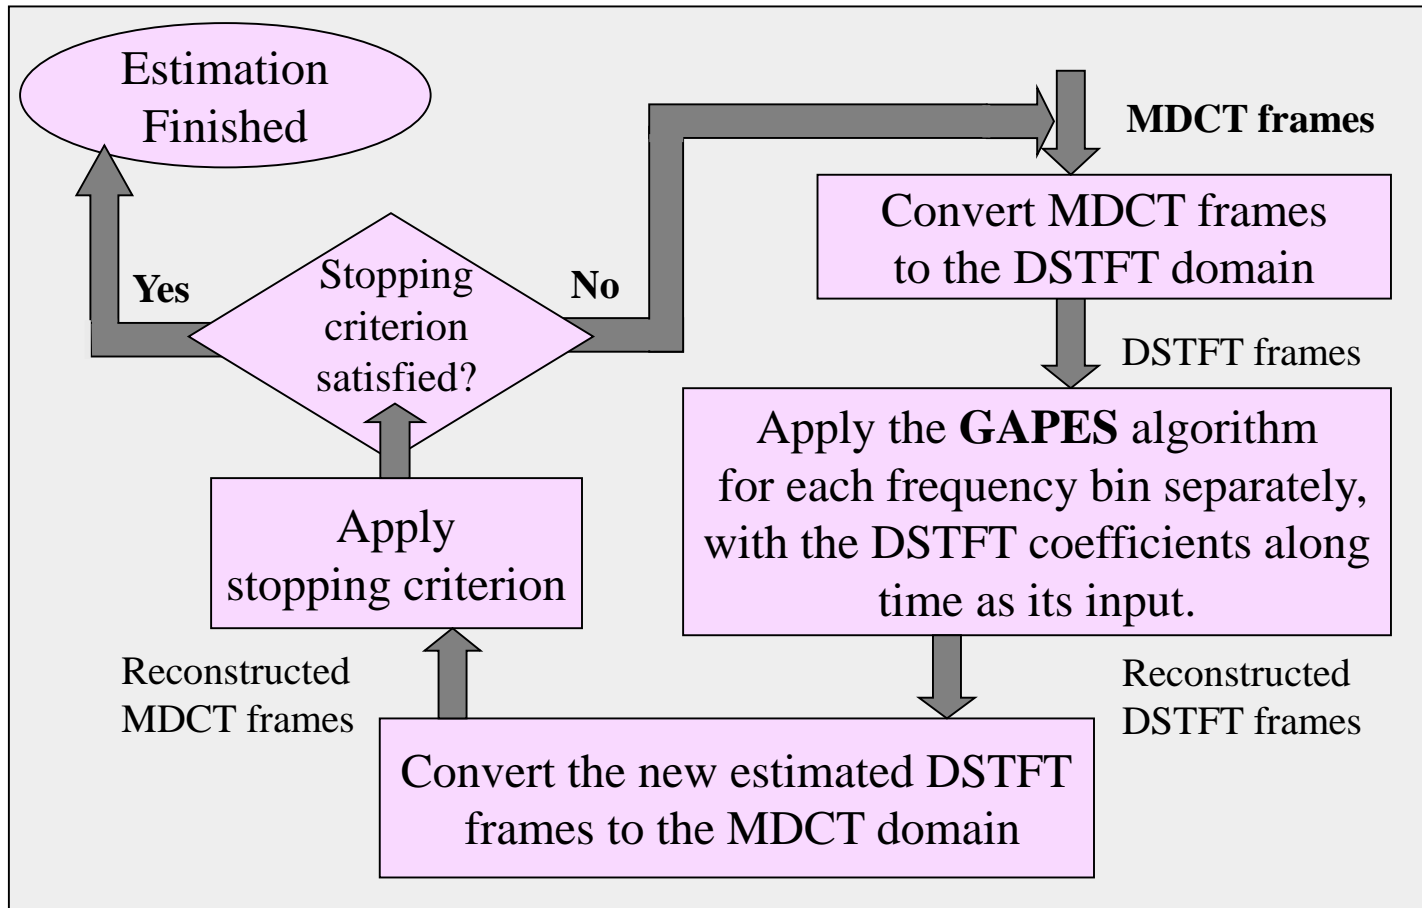 Estimation
Finished
MDCT frames
Convert MDCT frames
to the DSTFT domain
Stopping
criterion
satisfied?
Yes
No
DSTFT frames
Apply the GAPES algorithm
for each frequency bin separately,
with the DSTFT coefficients along
time as its input.
Apply
stopping criterion
Reconstructed
MDCT frames
Reconstructed
DSTFT frames
Convert the new estimated DSTFT
frames to the MDCT domain